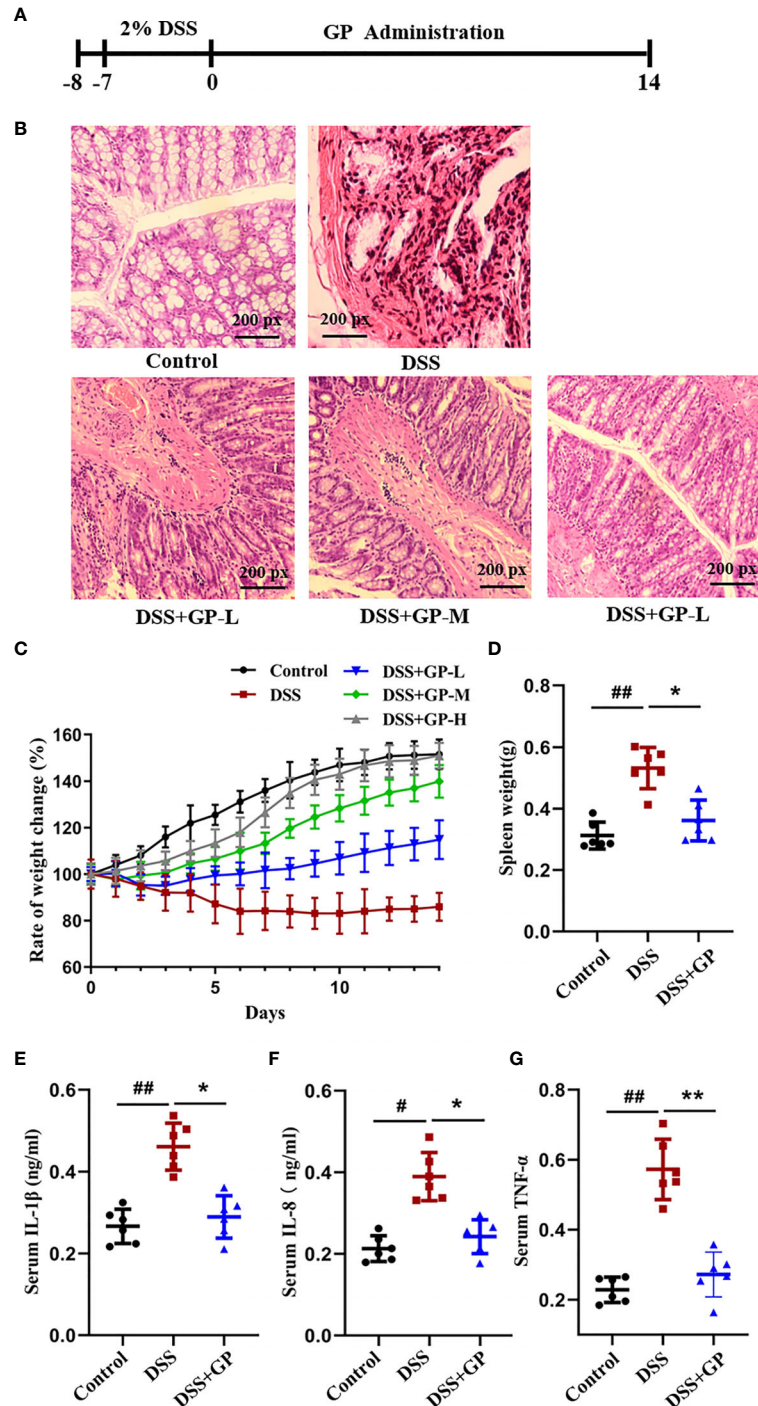 A
2% DSS
GP Administration
-8
-7
0
14
B
200 px
200 px
Control
DSS
200 px
200 px
200 px
DSS+GP-L
DSS+GP-M
DSS+GP-L
C
Control
DSS
DSS+GP-L
DSS+GP-M
DSS+GP-H
Rate of weight change (%)
160
140
120
100
80
60
0
5
10
Days
D
##
*
Spleen weight(g)
0.8
0.6
0.4
0.2
0.0
Control
DSS
DSS+GP
E
##
*
Serum IL-1β (ng/ml)
0.6
0.4
0.2
0.0
Control
DSS
DSS+GP
F
#
*
Serum IL-8 ( ng/ml)
0.6
0.4
0.2
0.0
Control
DSS
DSS+GP
G
##
**
Serum TNF-α
0.8
0.6
0.4
0.2
Control
DSS
DSS+GP